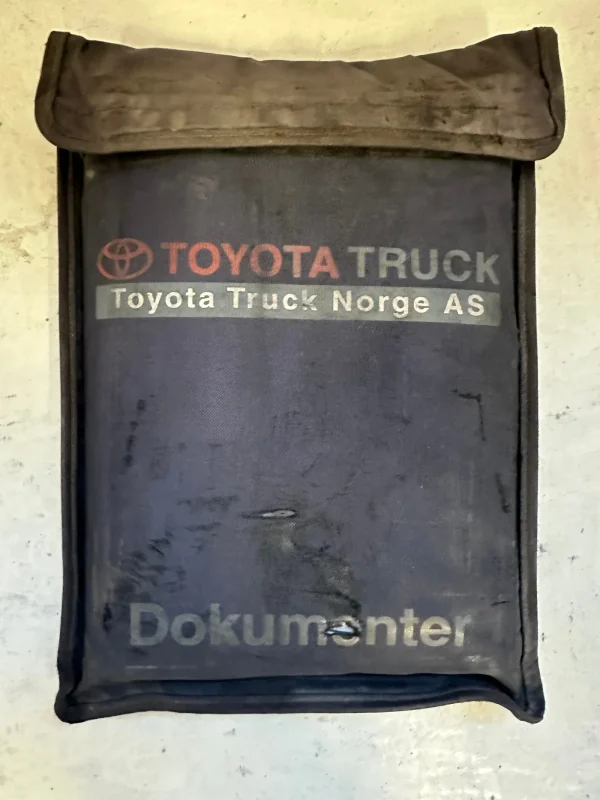 TOYOTA TRUCK
Toyota Truck Norge AS
Dokumenter